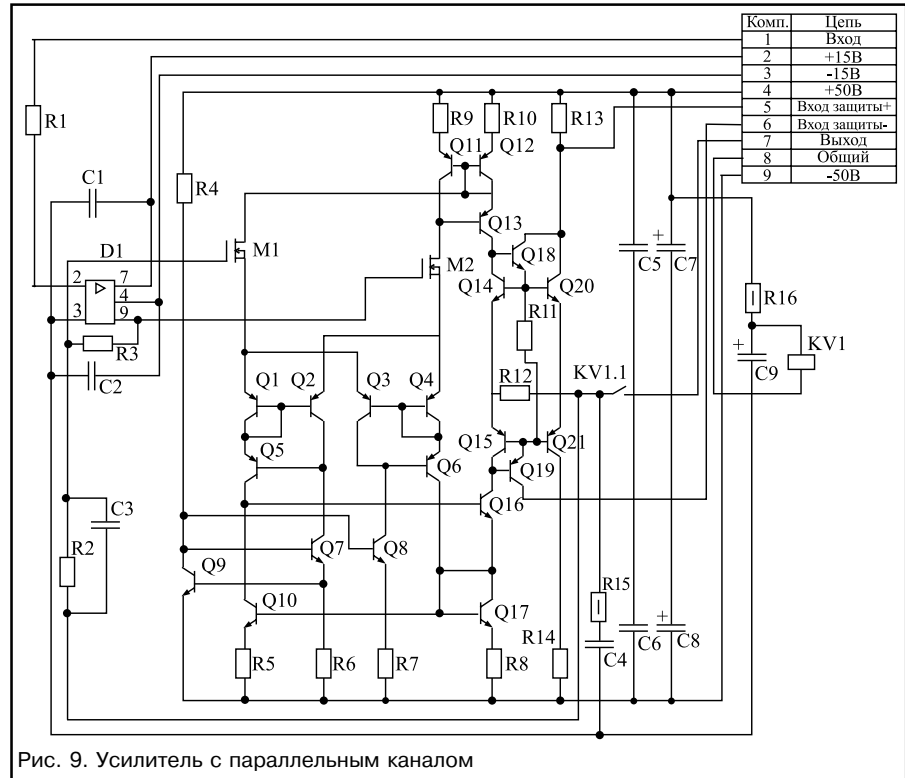 Комп. Цепь
1 Вход
2 +15В
3 -15В
4 +50В
5 Вход защиты+
6 Вход защиты-
7 Выход
8 Общий
9 -50В
R9 R10 R13
R1
Q11 Q12
R4
C1
Q13
M1
D1
M2
Q18
+
C5 C7
2 7
4
3 9
Q14 Q20
R16
R3
R11
+
KV1
C9
C2
R12 KV1.1
Q1 Q2 Q3 Q4
Q15 Q21
Q5
Q6
Q19
C3
Q16
R2
Q7 Q8
Q9
R15
Q10
Q17
+
R14
C4 C6 C8
R5 R6 R7 R8
Рис. 9. Усилитель с параллельным каналом